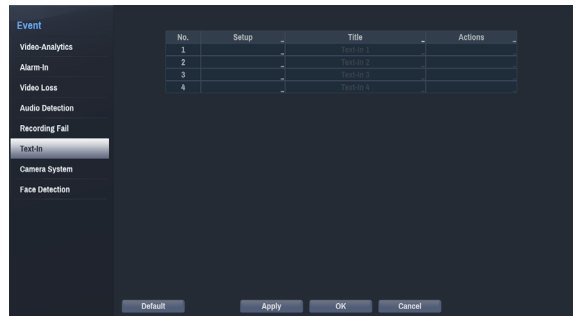 Event
Video-Analytics
Alarm-In
Video Loss
Audio Detection
Recording Fail
Text-In
Camera System
Face Detection
No. Setup Title Actions
1 Text-In 1
2 Text-In 2
3 Text-In 3
4 Text-In 4
Default Apply OK Cancel